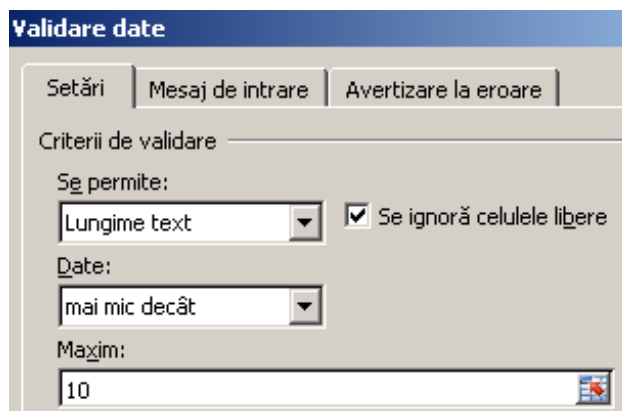 Validare date
Setări Mesaj de intrare Avertizare la eroare
Criterii de validare
Se permite:
Lungime text Se ignoră celulele libere
Date:
mai mic decât
Maxim:
10